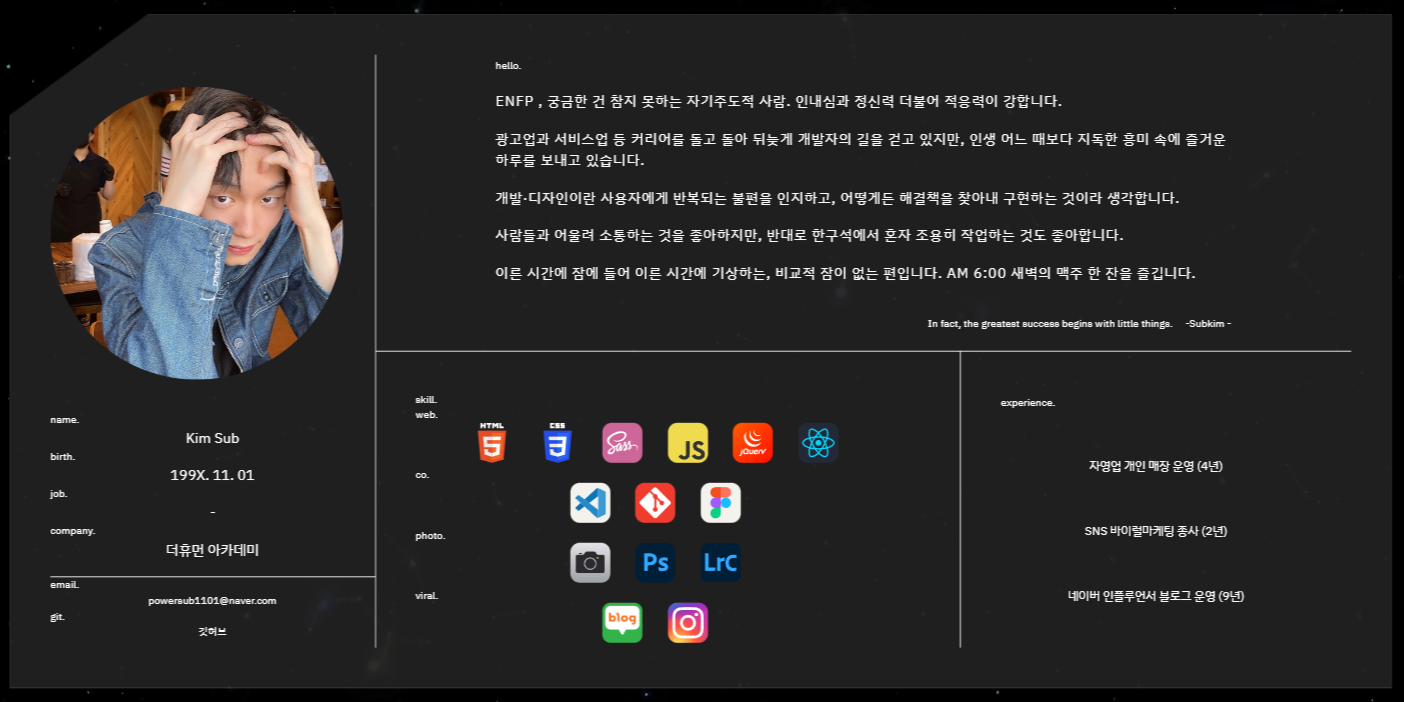 hello.
ENFP , 궁금한 건 참지 못하는 자기주도적 사람. 인내심과 정신력 더불어 적응력이 강합니다.
광고업과 서비스업 등 커리어를 돌고 돌아 뒤늦게 개발자의 길을 걷고 있지만, 인생 어느 때보다 지독한 흥미 속에 즐거운
하루를 보내고 있습니다.
개발·디자인이란 사용자에게 반복되는 불편을 인지하고, 어떻게든 해결책을 찾아내 구현하는 것이라 생각합니다.
사람들과 어울려 소통하는 것을 좋아하지만, 반대로 한구석에서 혼자 조용히 작업하는 것도 좋아합니다.
이른 시간에 잠에 들어 이른 시간에 기상하는, 비교적 잠이 없는 편입니다. AM 6:00 새벽의 맥주 한 잔을 즐깁니다.
In fact, the greatest success begins with little things. -Subkim -
name.
Kim Sub
birth.
199X. 11. 01
job.
-
company.
더휴먼 아카데미
email.
powersub1101@naver.com
git.
깃허브
skill.
web.
HTML 5 CSS 3 Sass JS jQuery
co.
photo.
Ps LrC
viral.
blog
experience.
자영업 개인 매장 운영 (4년)
SNS 바이럴마케팅 종사 (2년)
네이버 인플루언서 블로그 운영 (9년)